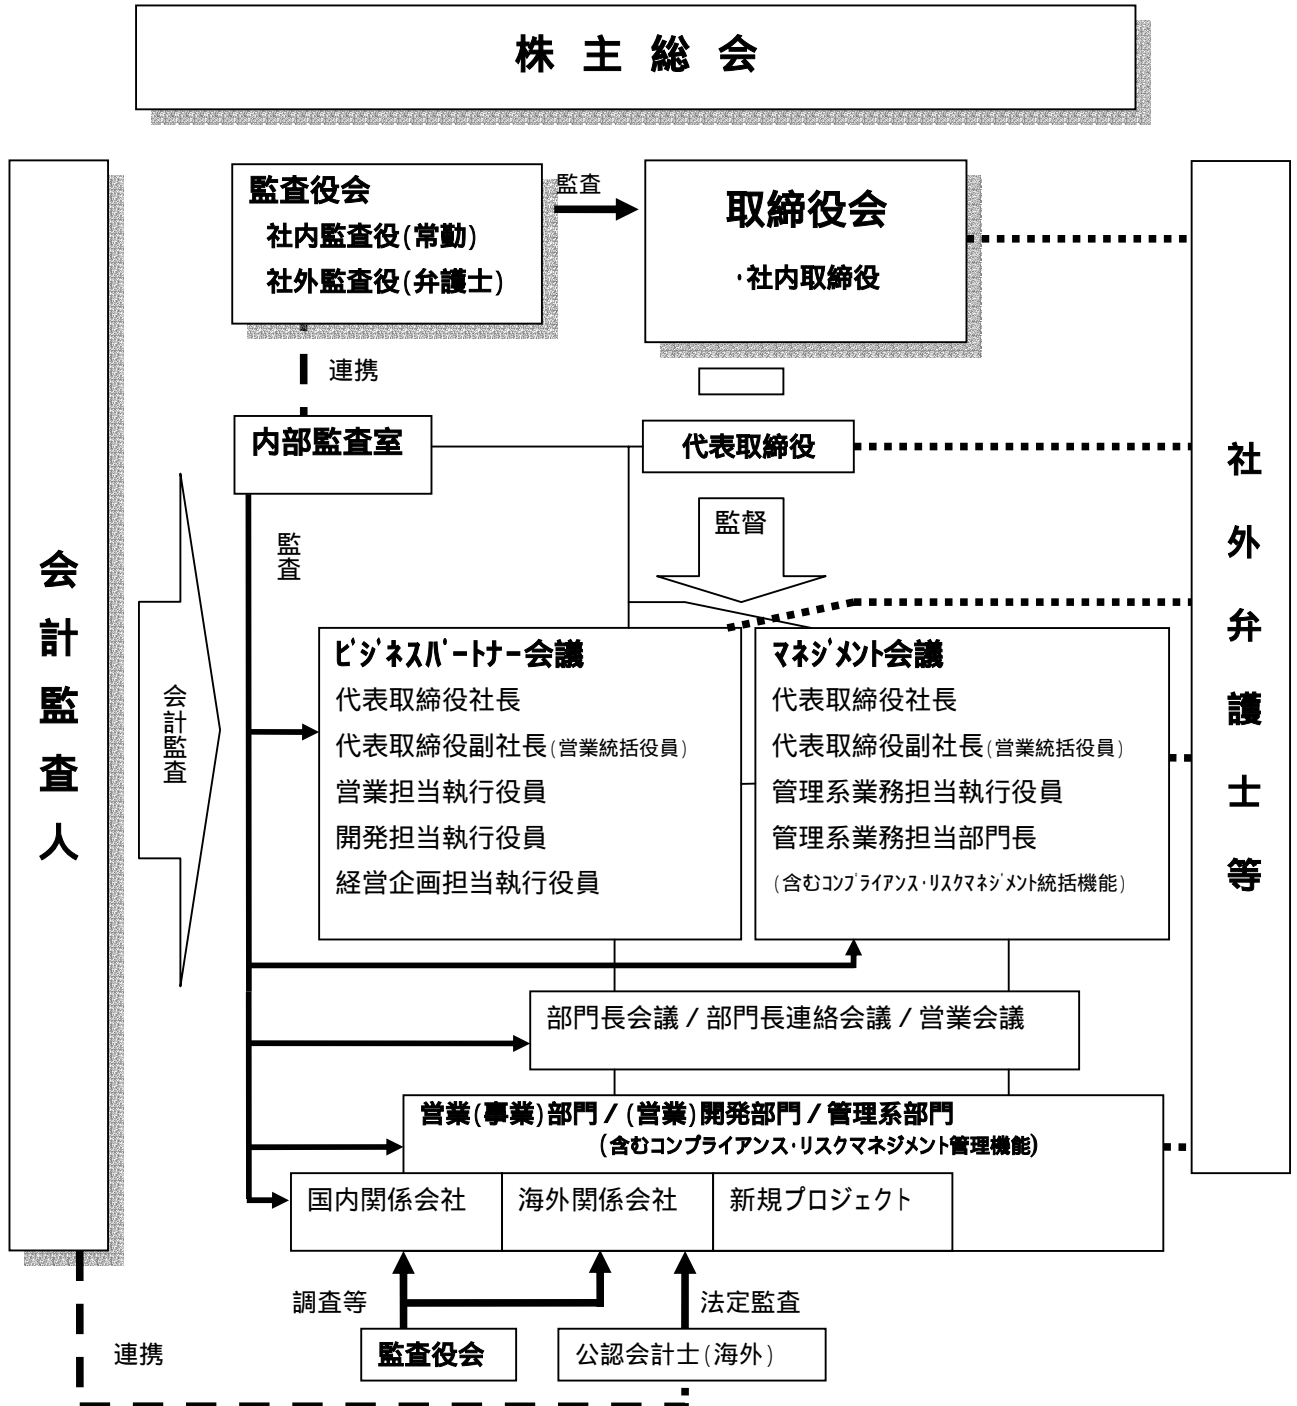 株主総会
監査役会
社内監査役(常勤)
社外監査役(弁護士)
監査
取締役会
・社内取締役
連携
内部監査室
代表取締役
監督
監査
会計監査人
会計監査
社外弁護士等
ﾋﾞｼﾞﾈｽﾊﾟｰﾄﾅｰ会議
代表取締役社長
代表取締役副社長(営業統括役員)
営業担当執行役員
開発担当執行役員
経営企画担当執行役員
ﾏﾈｼﾞﾒﾝﾄ会議
代表取締役社長
代表取締役副社長(営業統括役員)
管理系業務担当執行役員
管理系業務担当部門長
(含むｺﾝﾌﾟﾗｲｱﾝｽ・ﾘｽｸﾏﾈｼﾞﾒﾝﾄ統括機能)
部門長会議/部門長連絡会議/営業会議
営業(事業)部門/(営業)開発部門/管理系部門
(含むコンプライアンス・リスクマネジメント管理機能)
国内関係会社
海外関係会社
新規プロジェクト
調査等
法定監査
監査役会
公認会計士(海外)
連携